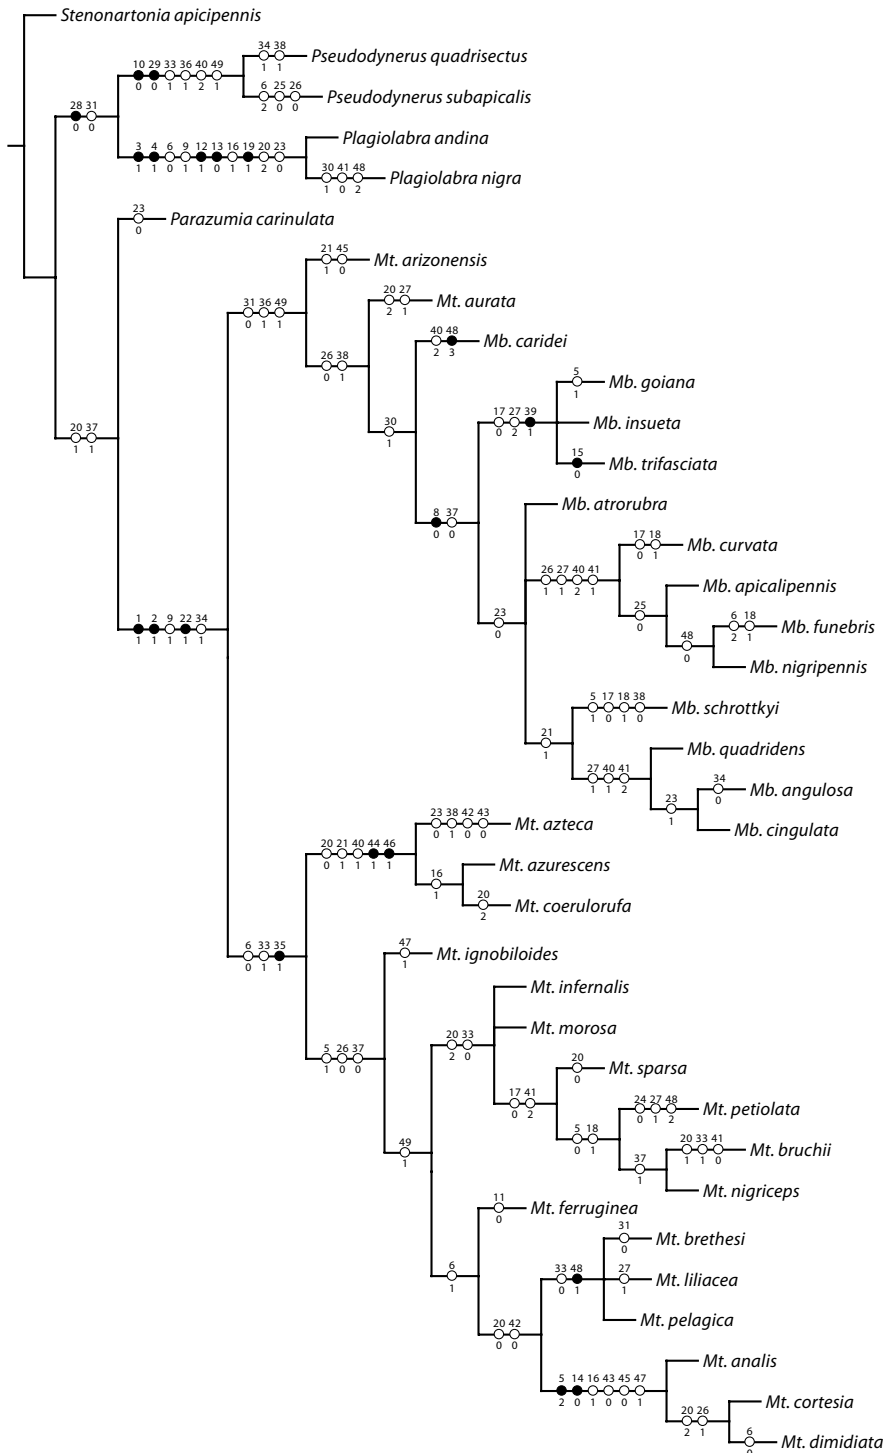 Stenonartonia apicipennis
34 38
Pseudodynerus quadrisectus
1 1
10 29 33 36 40 49
0 0 1 1 2 1
6 25 26
Pseudodynerus subapicalis
2 0 0
28 31
0 0
Plagiolabra andina
3 4 6 9 12 13 16 19 20 23
1 1 0 1 1 0 1 1 2 0
30 41 48
Plagiolabra nigra
1 0 2
23
Parazumia carinulata
0
21 45
Mt. arizonensis
1 0
20 27
Mt. aurata
2 1
31 36 49
0 1 1
40 48
Mb. caridei
2 3
26 38
0 1
5
Mb. goiana
1
17 27 39
Mb. insueta
0 2 1
30
1
20 37
1 1
15
Mb. trifasciata
0
Mb. atrorubra
8 37
0 0
17 18
Mb. curvata
0 1
26 27 40 41
1 1 2 1
Mb. apicalipennis
25
0
23
0
6 18
Mb. funebris
2 1
1 2 9 22 34
1 1 1 1 1
48
0
Mb. nigripennis
5 17 18 38
Mb. schrottkyi
1 0 1 0
21
1
Mb. quadridens
27 40 41
1 1 2
34
Mb. angulosa
0
23
1
Mb. cingulata
23 38 42 43
Mt. azteca
0 1 0 0
20 21 40 44 46
0 1 1 1 1
Mt. azurescens
16
1
20
Mt. coerulorufa
2
6 33 35
0 1 1
47
Mt. ignobiloides
1
Mt. infernalis
Mt. morosa
20 33
2 0
5 26 37
1 0 0
20
Mt. sparsa
0
17 41
0 2
24 27 48
Mt. petiolata
0 1 2
5 18
0 1
20 33 41
Mt. bruchii
1 1 0
49
1
37
1
Mt. nigriceps
11
Mt. ferruginea
0
31
Mt. brethesi
0
6
1
33 48
0 1
27
Mt. liliacea
1
Mt. pelagica
20 42
0 0
Mt. analis
5 14 16 43 45 47
2 0 1 0 0 1
Mt. cortesia
20 26
2 1
6
Mt. dimidiata
0